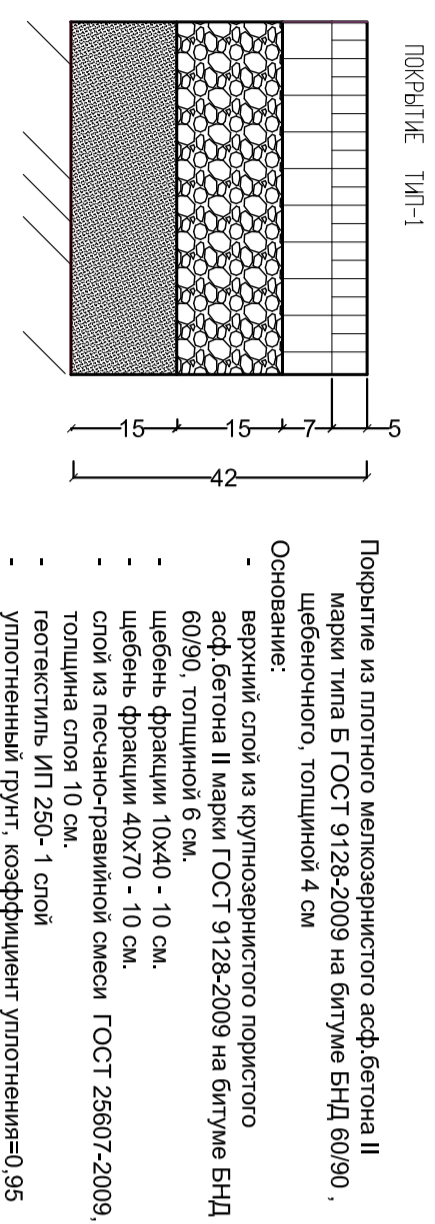 ПОКРЫТИЕ ТИП-1
5
7
15
15
42
Покрытие из плотного мелкозернистого асф.бетона II
марки типа Б ГОСТ 9128-2009 на битуме БНД 60/90 ,
щебеночного, толщиной 4 см
Основание:
- верхний слой из крупнозернистого пористого
асф.бетона II марки ГОСТ 9128-2009 на битуме БНД
60/90, толщиной 6 см.
- щебень фракции 10х40 - 10 см.
- щебень фракции 40х70 - 10 см.
- слой из песчано-гравийной смеси ГОСТ 25607-2009,
толщина слоя 10 см.
- геотекстиль ИП 250- 1 слой
- уплотненный грунт, коэффициент уплотнения=0,95